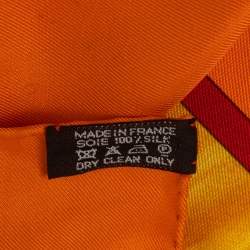 MADE IN FRANCE
SOIE 100% SILK
DRY CLEAN ONLY